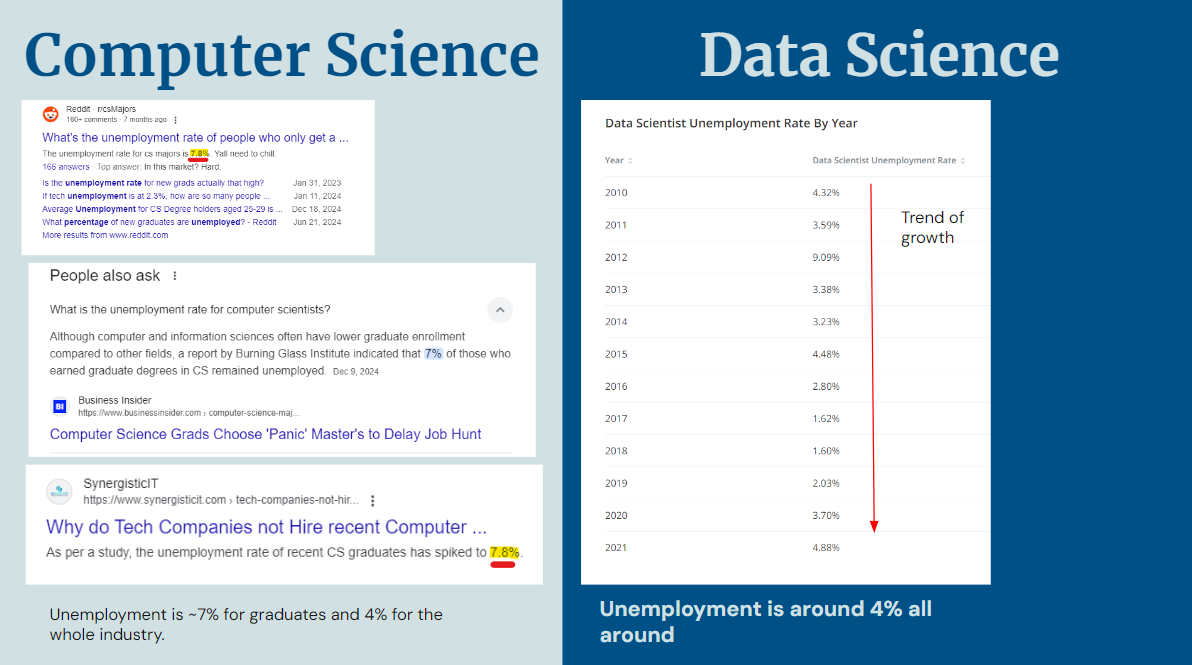 Computer Science
Reddit · r/csMajors
160+ comments · 7 months ago
What's the unemployment rate of people who only get a ...
The unemployment rate for cs majors is 7.8%. Yall need to chill.
166 answers · Top answer: In this market? Hard.
Is the unemployment rate for new grads actually that high? Jan 31, 2023
If tech unemployment is at 2.3%, how are so many people ... Jan 11, 2024
Average Unemployment for CS Degree holders aged 25-29 is ... Dec 18, 2024
What percentage of new graduates are unemployed? - Reddit Jun 21, 2024
More results from www.reddit.com
People also ask
What is the unemployment rate for computer scientists?
Although computer and information sciences often have lower graduate enrollment
compared to other fields, a report by Burning Glass Institute indicated that 7% of those who
earned graduate degrees in CS remained unemployed. Dec 9, 2024
BI
Business Insider
https://www.businessinsider.com › computer-science-maj...
Computer Science Grads Choose 'Panic' Master's to Delay Job Hunt
SynergisticIT
https://www.synergisticit.com › tech-companies-not-hir...
Why do Tech Companies not Hire recent Computer ...
As per a study, the unemployment rate of recent CS graduates has spiked to 7.8%.
Unemployment is ~7% for graduates and 4% for the
whole industry.
Data Science
Data Scientist Unemployment Rate By Year
Year Data Scientist Unemployment Rate
2010 4.32%
2011 3.59%
2012 9.09%
2013 3.38%
2014 3.23%
2015 4.48%
2016 2.80%
2017 1.62%
2018 1.60%
2019 2.03%
2020 3.70%
2021 4.88%
Trend of
growth
Unemployment is around 4% all
around